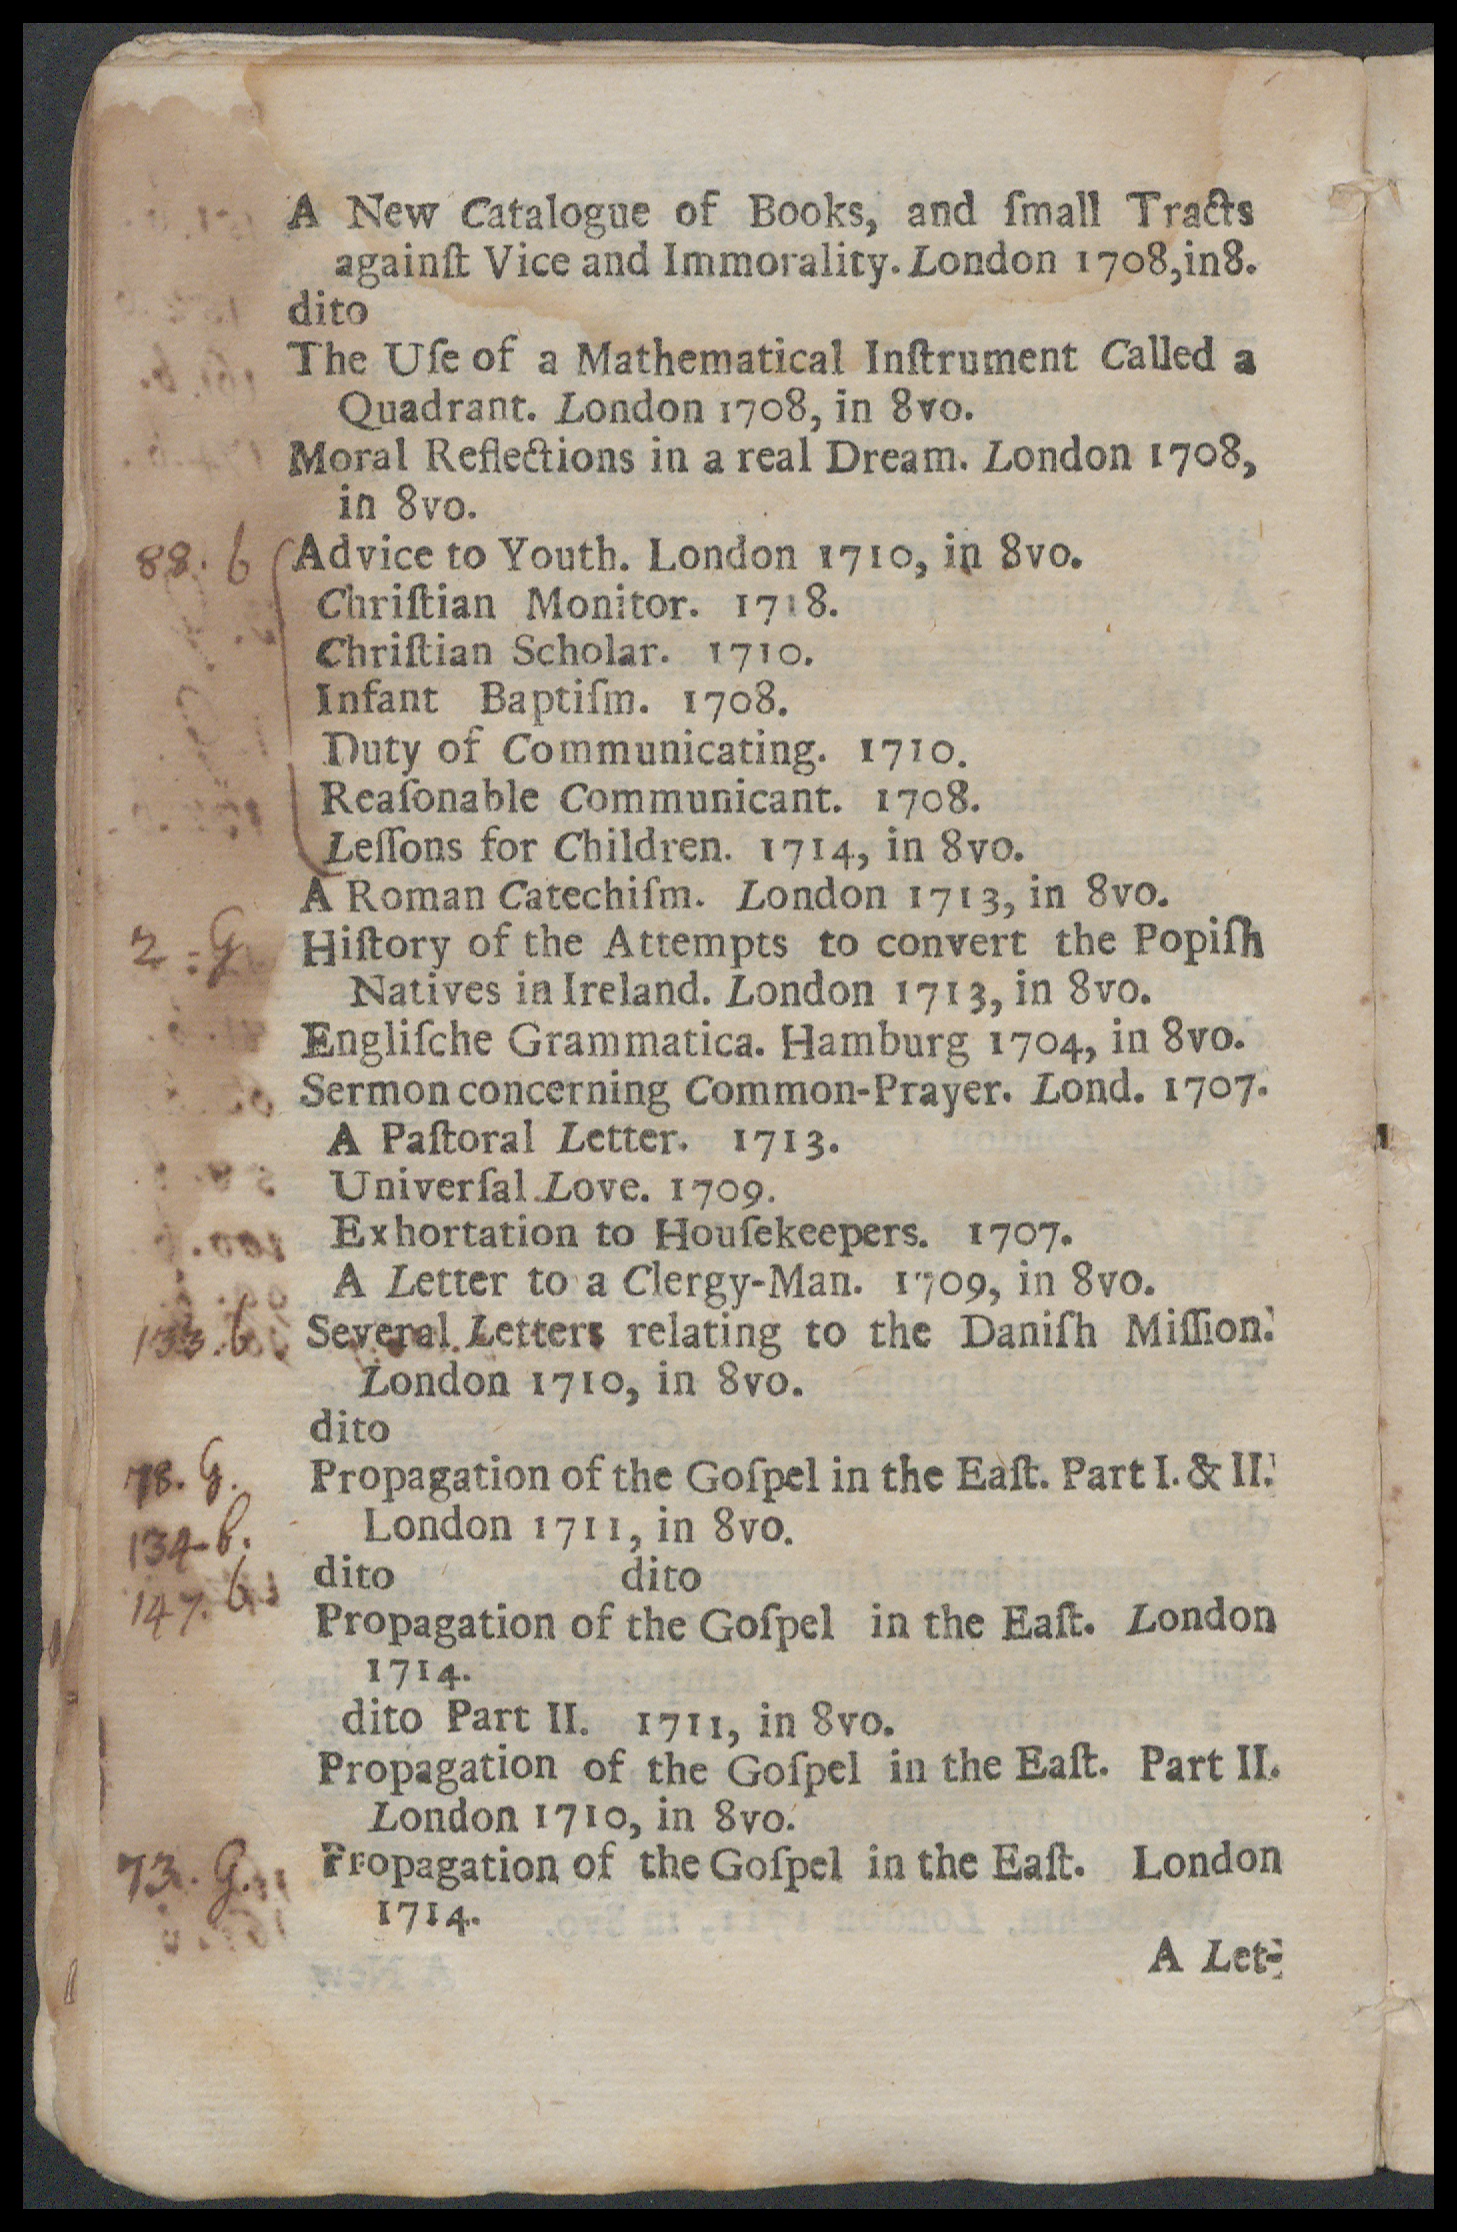 A New Catalogue of Books, and ſmall Tracts
againſt Vice and Immorality. London 1708, in 8.
dito
The Uſe of a Mathematical Inſtrument Called a
Quadrant. London 1708, in 8vo.
Moral Reflections in a real Dream. London 1708,
in 8vo.
88. b Advice to Youth. London 1710, in 8vo.
Chriſtian Monitor. 1718.
Chriſtian Scholar. 1710.
Infant Baptiſm. 1708.
Duty of Communicating. 1710.
Reaſonable Communicant. 1708.
Leſſons for Children. 1714, in 8vo.
A Roman Catechiſm. London 1713, in 8vo.
2. G Hiſtory of the Attempts to convert the Popiſh
Natives in Ireland. London 1713, in 8vo.
Engliſche Grammatica. Hamburg 1704, in 8vo.
Sermon concerning Common-Prayer. Lond. 1707.
A Paſtoral Letter. 1713.
Univerſal Love. 1709.
Exhortation to Houſekeepers. 1707.
A Letter to a Clergy-Man. 1709, in 8vo.
133. b. Several Letters relating to the Daniſh Miſſion.
London 1710, in 8vo.
dito
78. G. Propagation of the Goſpel in the Eaſt. Part I. & II.
134. b. London 1711, in 8vo.
147. b dito dito
Propagation of the Goſpel in the Eaſt. London
1714.
dito Part II. 1711, in 8vo.
Propagation of the Goſpel in the Eaſt. Part II.
London 1710, in 8vo.
73. G. Propagation of the Goſpel in the Eaſt. London
1714.
A Let-